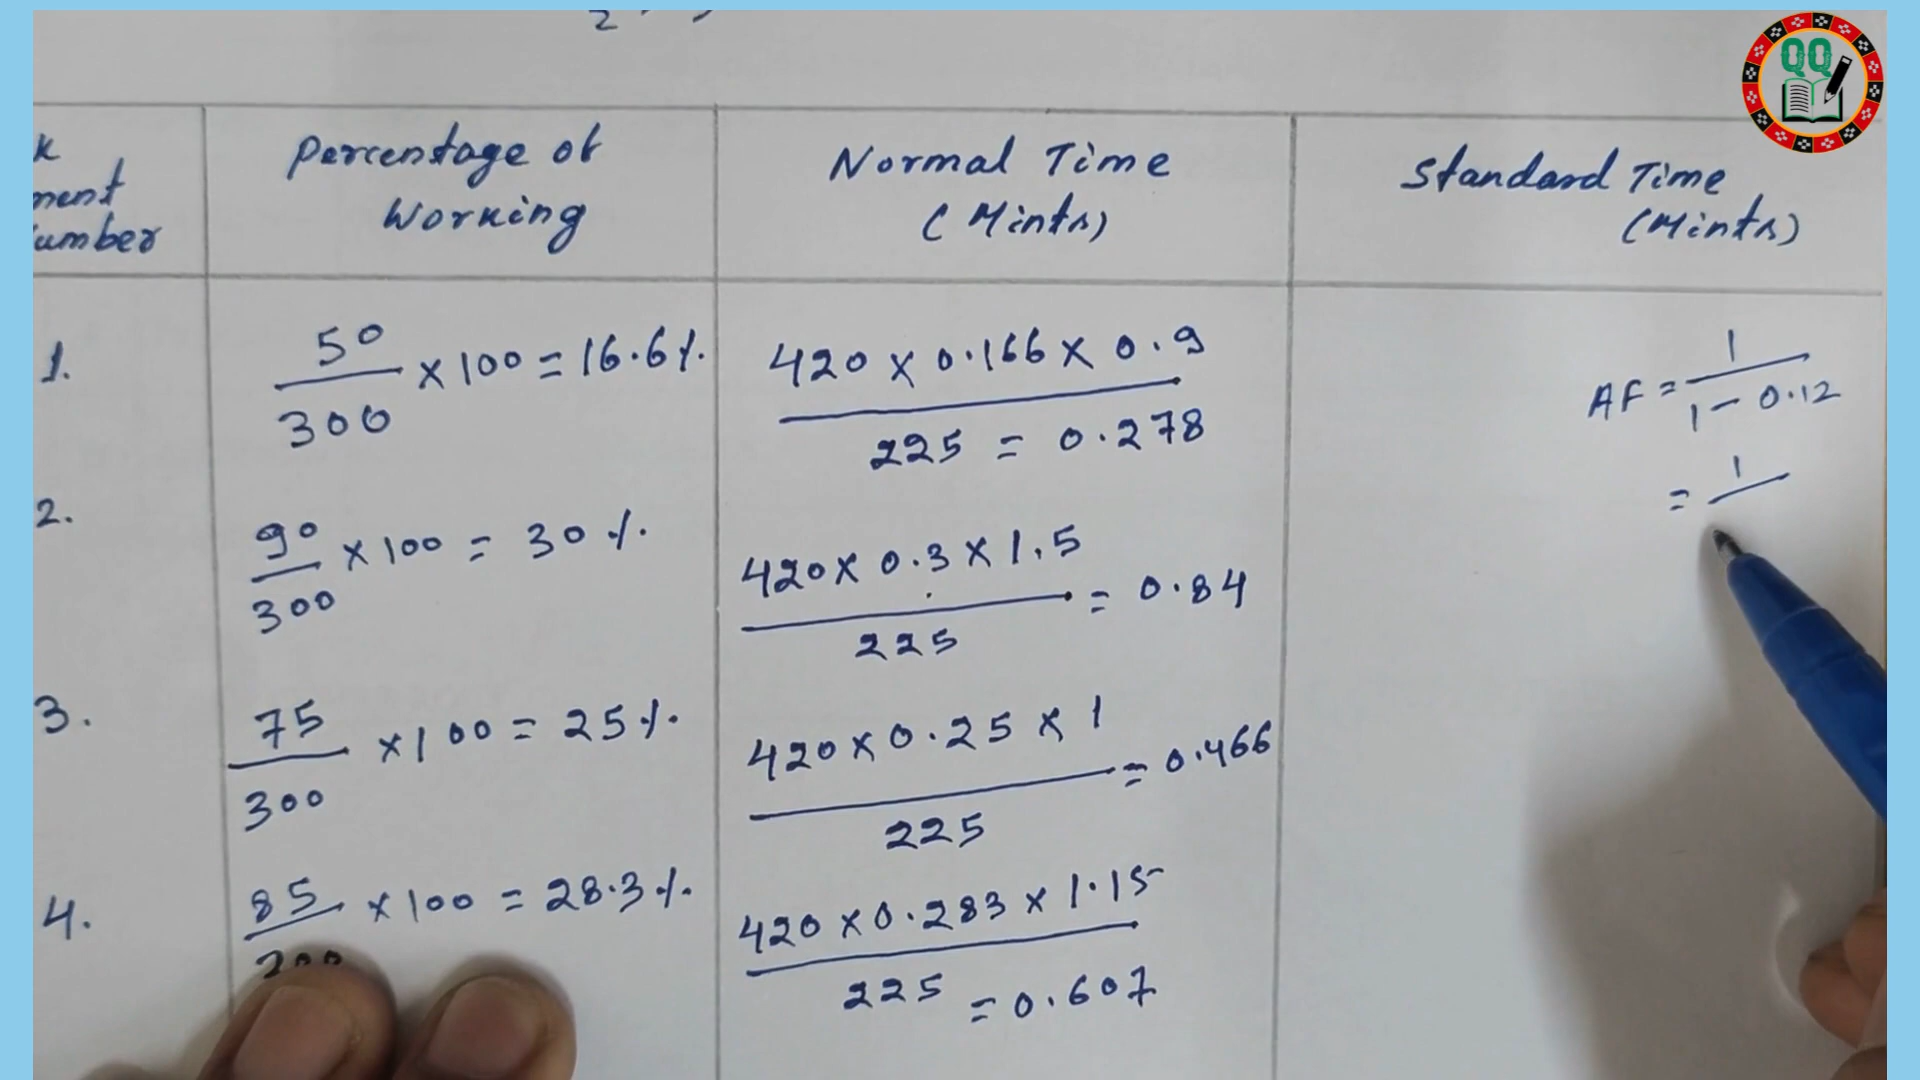 QQ
k
ment
umber
Percentage of
Working
Normal Time
(Mints)
Standard Time
(Mints)
1.
50
300
× 100 = 16.6%.
420 × 0.166 × 0.9
225 = 0.278
AF = 1
1 - 0.12
= 1
2.
90
300
× 100 = 30 %.
420 × 0.3 × 1.5
225
= 0.84
3.
75
300
× 100 = 25%.
420 × 0.25 × 1
225
= 0.466
4.
85
× 100 = 28.3%.
420 × 0.283 × 1.15
225 = 0.607